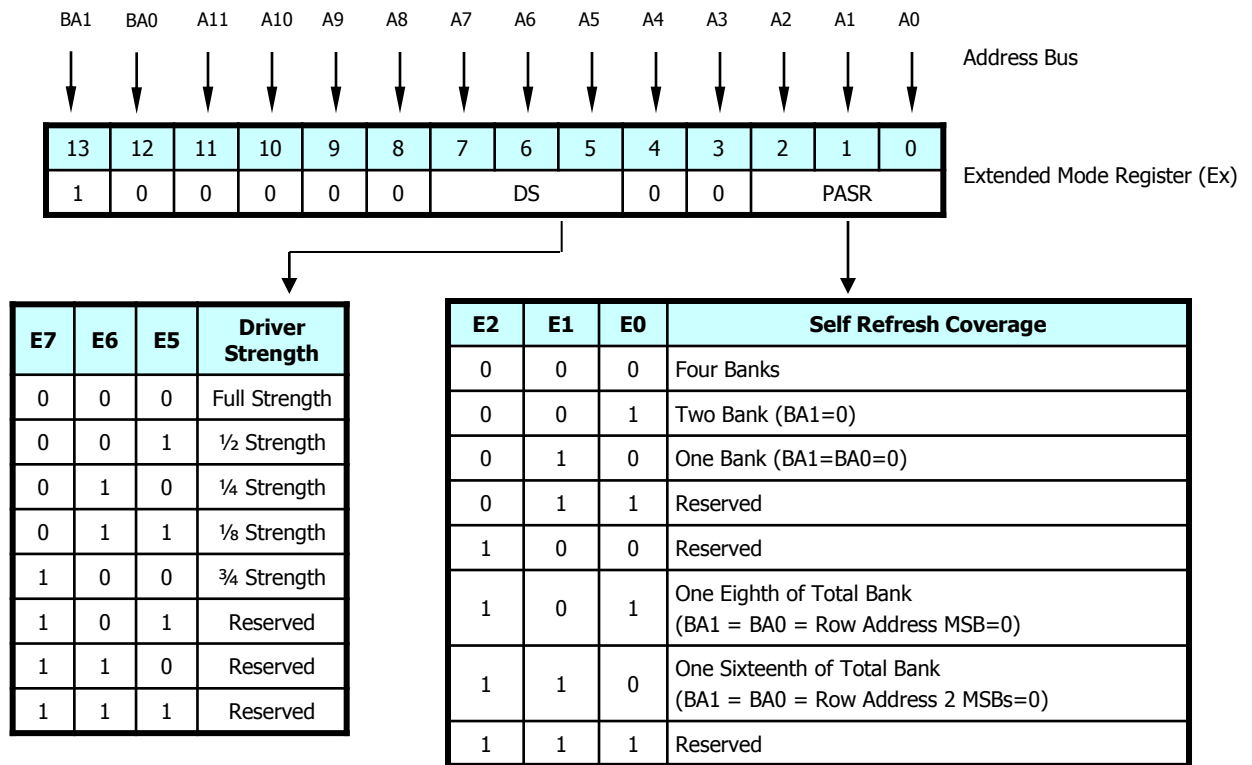 BA1 BA0 A11 A10 A9 A8 A7 A6 A5 A4 A3 A2 A1 A0
Address Bus
13 12 11 10 9 8 7 6 5 4 3 2 1 0
1 0 0 0 0 0 DS 0 0 PASR
Extended Mode Register (Ex)
E7 E6 E5 Driver
Strength
0 0 0 Full Strength
0 0 1 ½ Strength
0 1 0 ¼ Strength
0 1 1 ⅛ Strength
1 0 0 ¾ Strength
1 0 1 Reserved
1 1 0 Reserved
1 1 1 Reserved
E2 E1 E0 Self Refresh Coverage
0 0 0 Four Banks
0 0 1 Two Bank (BA1=0)
0 1 0 One Bank (BA1=BA0=0)
0 1 1 Reserved
1 0 0 Reserved
1 0 1 One Eighth of Total Bank
(BA1 = BA0 = Row Address MSB=0)
1 1 0 One Sixteenth of Total Bank
(BA1 = BA0 = Row Address 2 MSBs=0)
1 1 1 Reserved